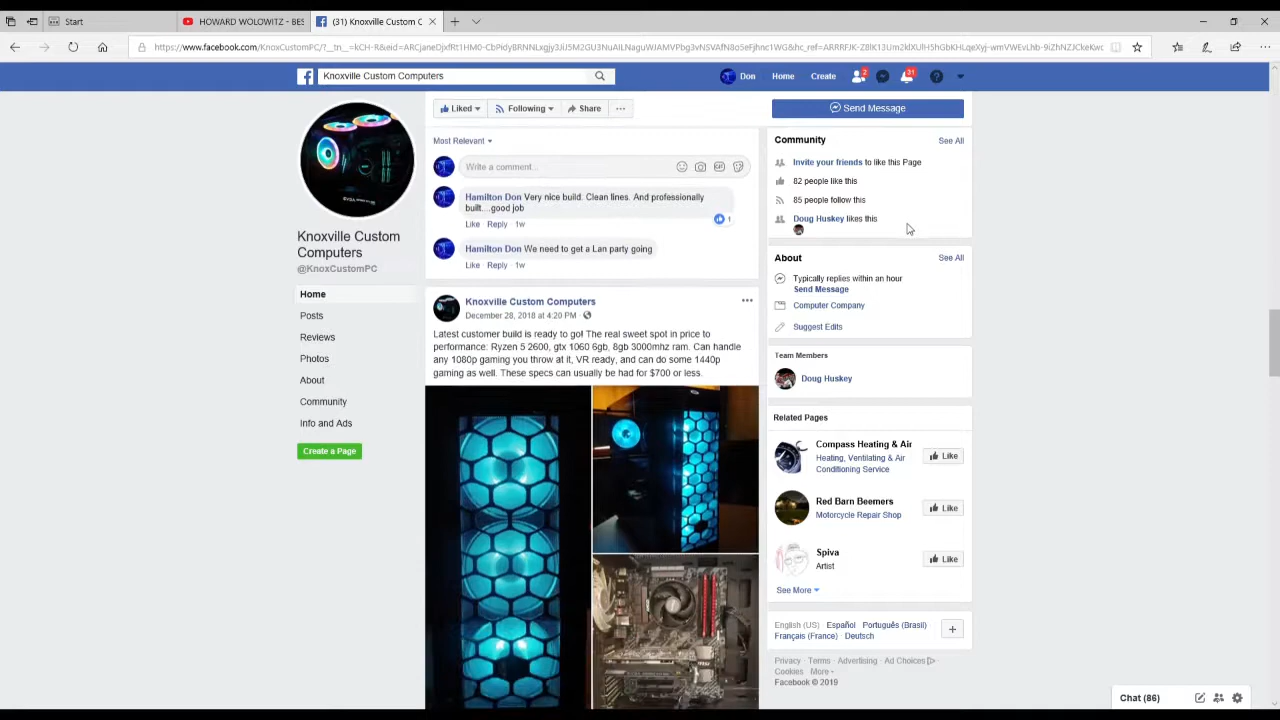 Start
HOWARD WOLOWITZ - BES
(31) Knoxville Custom C
Knoxville Custom Computers
Don
Home
Create
2
31
Liked
Following
Share
Send Message
Knoxville Custom
Computers
@KnoxCustomPC
Home
Posts
Reviews
Photos
About
Community
Info and Ads
Create a Page
Most Relevant
Write a comment...
GIF
Hamilton Don Very nice build. Clean lines. And professionally
built....good job
1
Like Reply 1w
Hamilton Don We need to get a Lan party going
Like Reply 1w
Knoxville Custom Computers
December 28, 2018 at 4:20 PM
Latest customer build is ready to go! The real sweet spot in price to
performance: Ryzen 5 2600, gtx 1060 6gb, 8gb 3000mhz ram. Can handle
any 1080p gaming you throw at it, VR ready, and can do some 1440p
gaming as well. These specs can usually be had for $700 or less.
Community
See All
Invite your friends to like this Page
82 people like this
85 people follow this
Doug Huskey likes this
About
See All
Typically replies within an hour
Send Message
Computer Company
Suggest Edits
Team Members
Doug Huskey
Related Pages
Compass Heating & Air
Heating, Ventilating & Air
Conditioning Service
Like
Red Barn Beemers
Motorcycle Repair Shop
Like
Spiva
Artist
Like
See More
English (US) · Español · Português (Brasil) ·
Français (France) · Deutsch
Privacy · Terms · Advertising · Ad Choices ·
Cookies · More
Facebook © 2019
Chat (86)